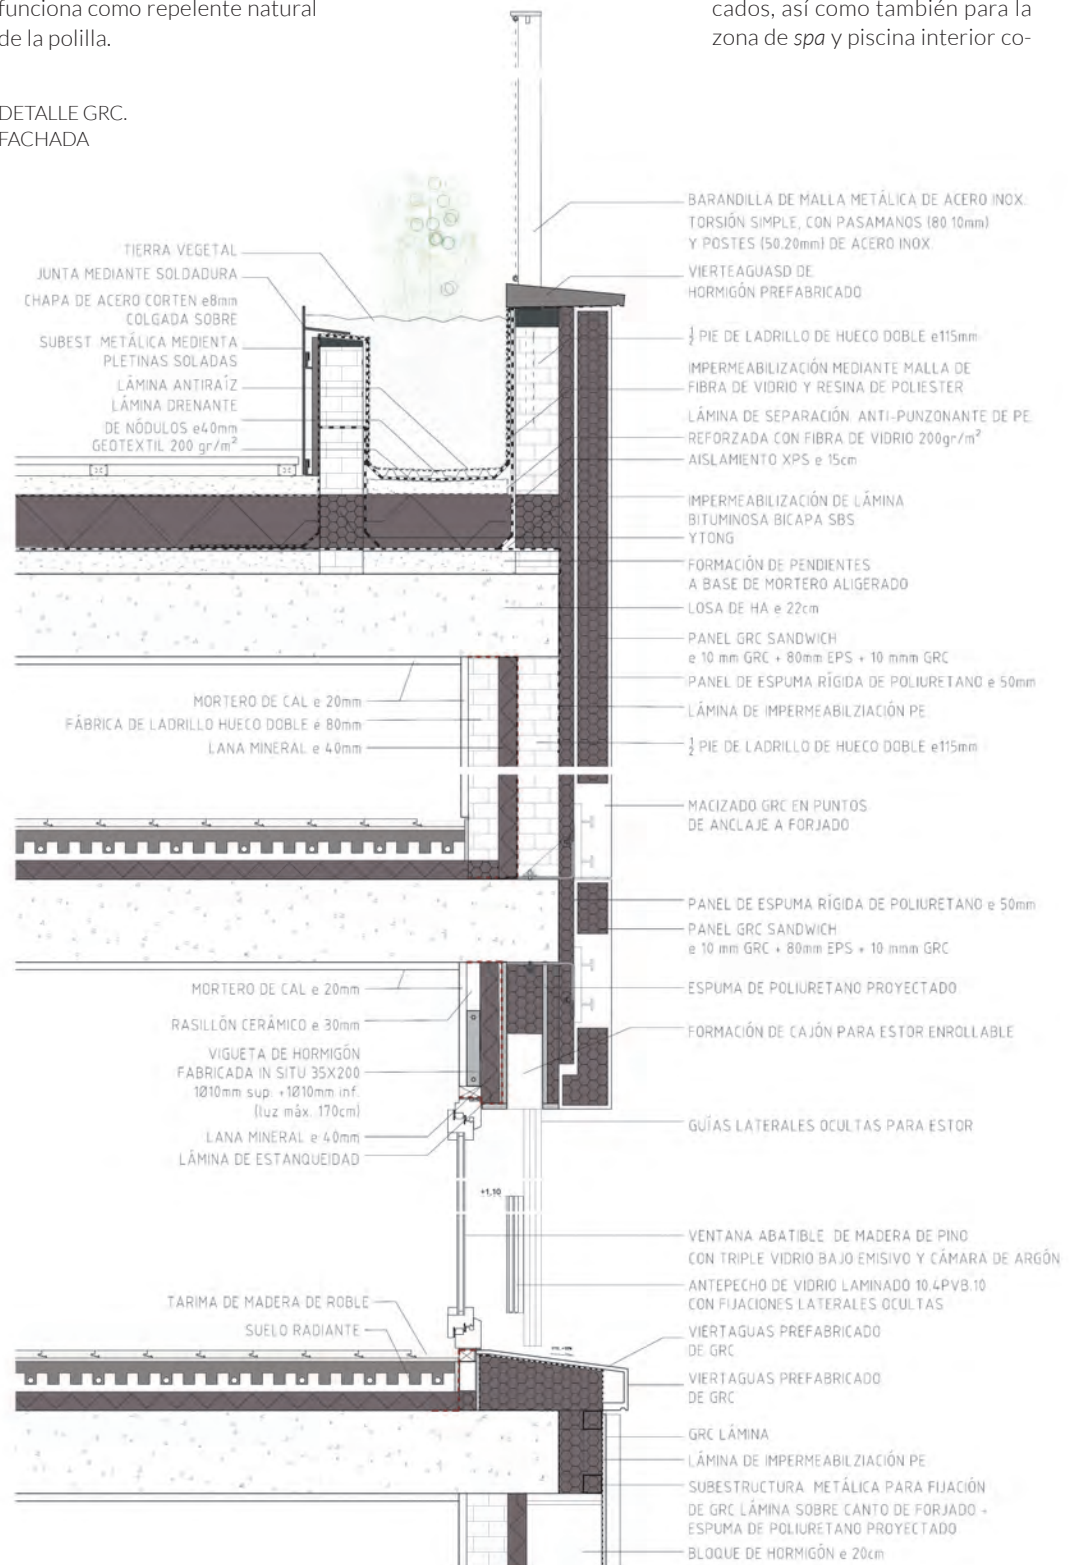 funciona como repelente natural
de la polilla.
cados, así como también para la
zona de spa y piscina interior co-
DETALLE GRC.
FACHADA
TIERRA VEGETAL
JUNTA MEDIANTE SOLDADURA
CHAPA DE ACERO CORTEN e8mm
COLGADA SOBRE
SUBEST. METÁLICA MEDIENTA
PLETINAS SOLADAS
LÁMINA ANTIRAÍZ
LÁMINA DRENANTE
DE NÓDULOS e40mm
GEOTEXTIL 200 gr/m²
MORTERO DE CAL e 20mm
FÁBRICA DE LADRILLO HUECO DOBLE e 80mm
LANA MINERAL e 40mm
MORTERO DE CAL e 20mm
RASILLÓN CERÁMICO e 30mm
VIGUETA DE HORMIGÓN
FABRICADA IN SITU 35X200
1Ø10mm sup. +1Ø10mm inf.
(luz máx. 170cm)
LANA MINERAL e 40mm
LÁMINA DE ESTANQUEIDAD
+1,10
TARIMA DE MADERA DE ROBLE
SUELO RADIANTE
BARANDILLA DE MALLA METÁLICA DE ACERO INOX.
TORSIÓN SIMPLE, CON PASAMANOS (80.10mm)
Y POSTES (50.20mm) DE ACERO INOX.
VIERTEAGUASD DE
HORMIGÓN PREFABRICADO
½ PIE DE LADRILLO DE HUECO DOBLE e115mm
IMPERMEABILIZACIÓN MEDIANTE MALLA DE
FIBRA DE VIDRIO Y RESINA DE POLIESTER
LÁMINA DE SEPARACIÓN. ANTI-PUNZONANTE DE PE
REFORZADA CON FIBRA DE VIDRIO 200gr/m²
AISLAMIENTO XPS e 15cm
IMPERMEABILIZACIÓN DE LÁMINA
BITUMINOSA BICAPA SBS
YTONG
FORMACIÓN DE PENDIENTES
A BASE DE MORTERO ALIGERADO
LOSA DE HA e 22cm
PANEL GRC SANDWICH
e 10 mm GRC + 80mm EPS + 10 mmm GRC
PANEL DE ESPUMA RÍGIDA DE POLIURETANO e 50mm
LÁMINA DE IMPERMEABILZIACIÓN PE
½ PIE DE LADRILLO DE HUECO DOBLE e115mm
MACIZADO GRC EN PUNTOS
DE ANCLAJE A FORJADO
PANEL DE ESPUMA RÍGIDA DE POLIURETANO e 50mm
PANEL GRC SANDWICH
e 10 mm GRC + 80mm EPS + 10 mmm GRC
ESPUMA DE POLIURETANO PROYECTADO
FORMACIÓN DE CAJÓN PARA ESTOR ENROLLABLE
GUÍAS LATERALES OCULTAS PARA ESTOR
VENTANA ABATIBLE DE MADERA DE PINO
CON TRIPLE VIDRIO BAJO EMISIVO Y CÁMARA DE ARGÓN
ANTEPECHO DE VIDRIO LAMINADO 10.4PVB.10
CON FIJACIONES LATERALES OCULTAS
VIERTAGUAS PREFABRICADO
DE GRC
VIERTAGUAS PREFABRICADO
DE GRC
GRC LÁMINA
LÁMINA DE IMPERMEABILZIACIÓN PE
SUBESTRUCTURA METÁLICA PARA FIJACIÓN
DE GRC LÁMINA SOBRE CANTO DE FORJADO +
ESPUMA DE POLIURETANO PROYECTADO
BLOQUE DE HORMIGÓN e 20cm